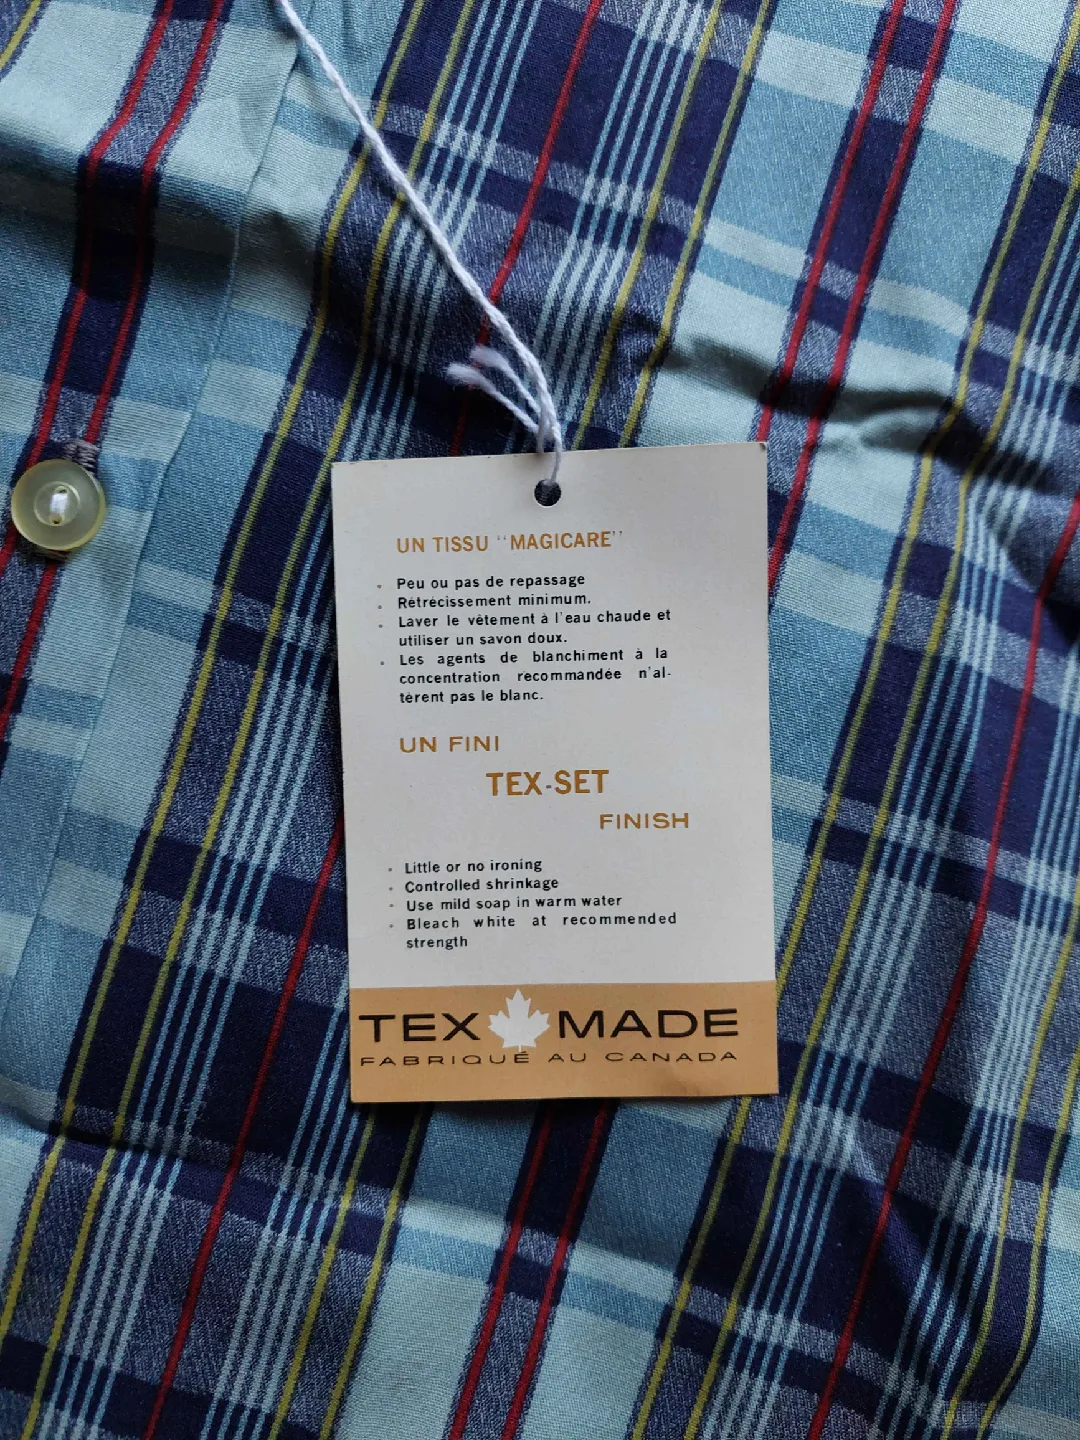 UN TISSU "MAGICARE"
. Peu ou pas de repassage
. Rétrécissement minimum.
. Laver le vêtement à l'eau chaude et
utiliser un savon doux.
. Les agents de blanchiment à la
concentration recommandée n'al-
tèrent pas le blanc.
UN FINI
TEX-SET
FINISH
· Little or no ironing
· Controlled shrinkage
· Use mild soap in warm water
· Bleach white at recommended
strength
TEX MADE
FABRIQUÉ AU CANADA